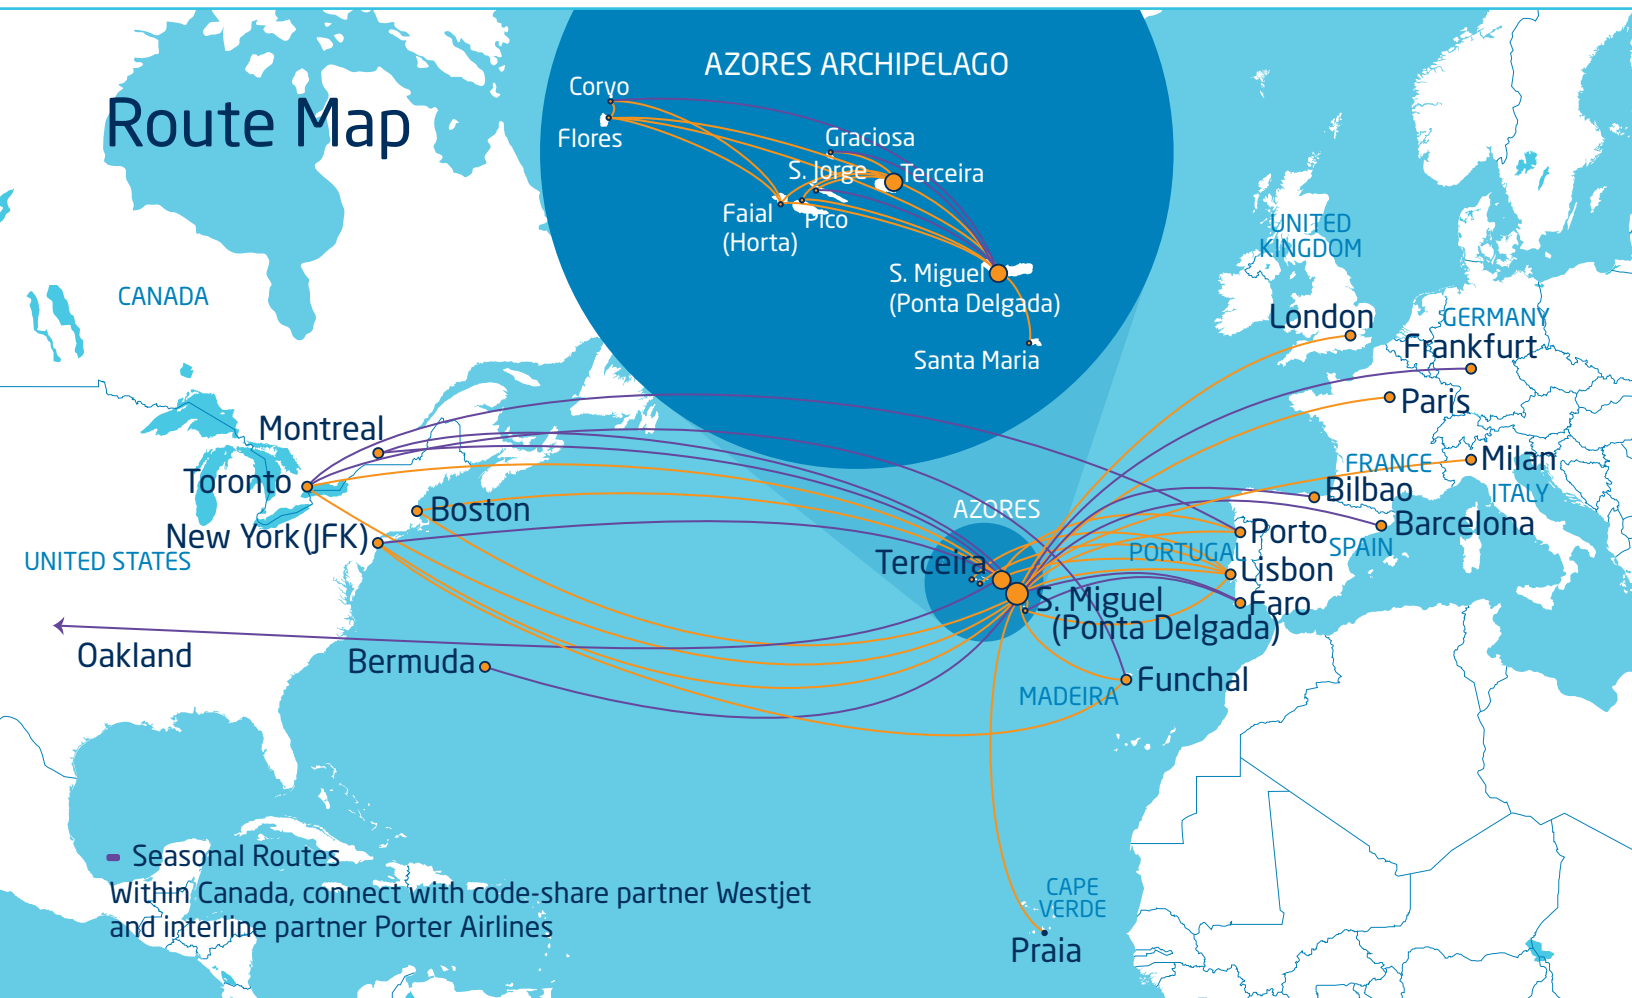 AZORES ARCHIPELAGO
Corvo
Route Map
Flores
Graciosa
S. Jorge
Terceira
Faial
(Horta)
Pico
UNITED
KINGDOM
S. Miguel
(Ponta Delgada)
CANADA
London
GERMANY
Frankfurt
Santa Maria
Paris
Montreal
FRANCE
Milan
Toronto
Bilbao
ITALY
Boston
AZORES
Porto
SPAIN
Barcelona
New York (JFK)
PORTUGAL
UNITED STATES
Terceira
Lisbon
S. Miguel
(Ponta Delgada)
Faro
Oakland
Bermuda
MADEIRA
Funchal
Seasonal Routes
Within Canada, connect with code-share partner Westjet
and interline partner Porter Airlines
CAPE
VERDE
Praia